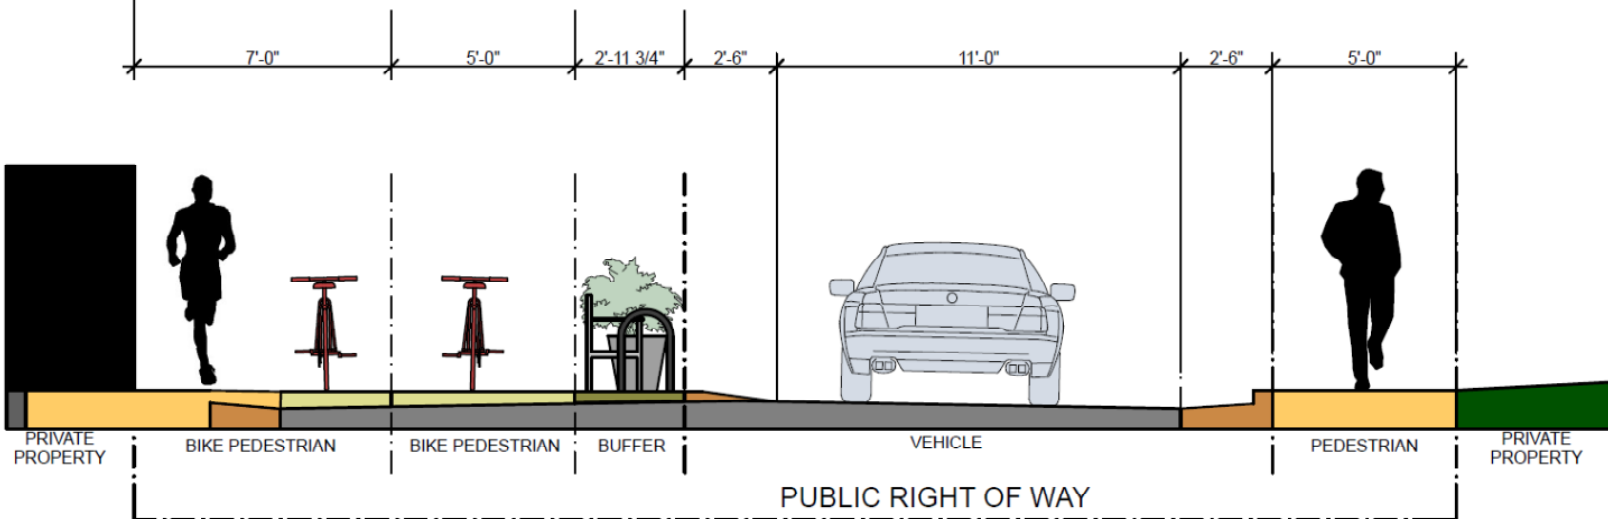 7'-0"
5'-0"
2'-11 3/4"
2'-6"
11'-0"
2'-6"
5'-0"
PRIVATE
PROPERTY
BIKE PEDESTRIAN
BIKE PEDESTRIAN
BUFFER
VEHICLE
PEDESTRIAN
PRIVATE
PROPERTY
PUBLIC RIGHT OF WAY